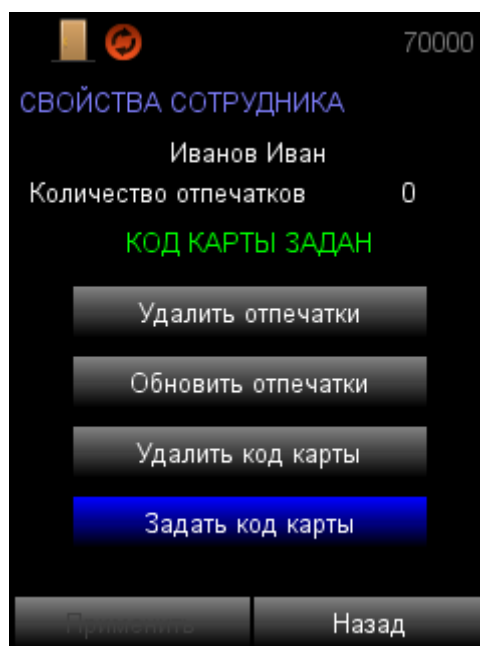 70000
СВОЙСТВА СОТРУДНИКА
Иванов Иван
Количество отпечатков 0
КОД КАРТЫ ЗАДАН
Удалить отпечатки
Обновить отпечатки
Удалить код карты
Задать код карты
Применить Назад